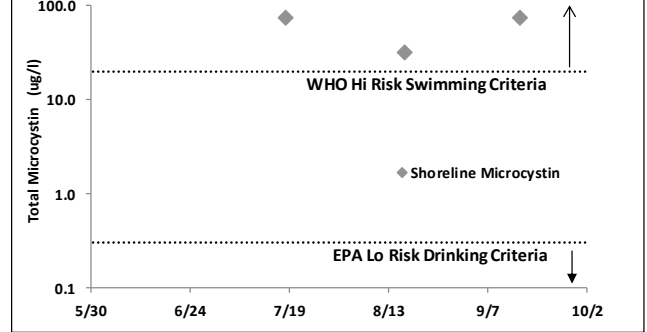 100.0
WHO Hi Risk Swimming Criteria
10.0
Total Microcystin (ug/l)
Shoreline Microcystin
1.0
EPA Lo Risk Drinking Criteria
0.1
5/30 6/24 7/19 8/13 9/7 10/2